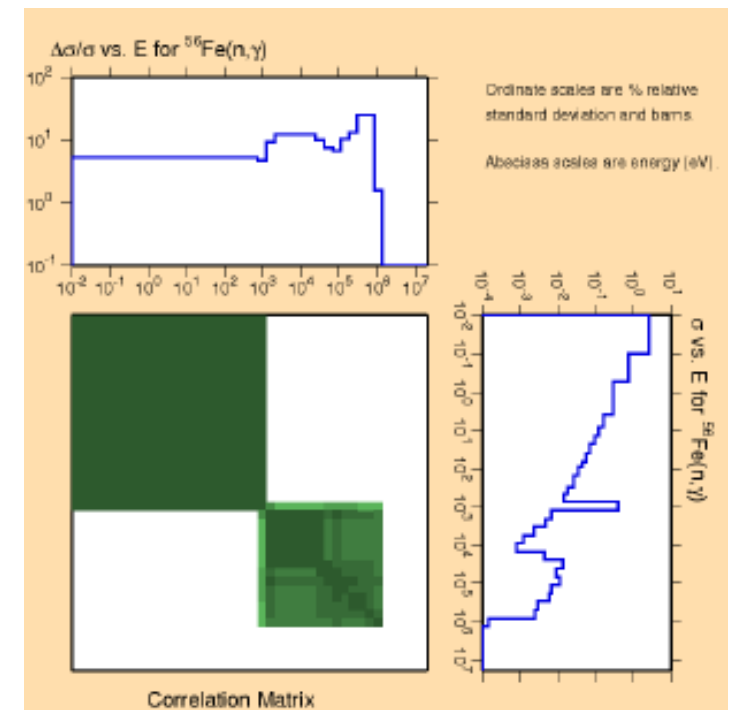 Δσ/σ vs. E for ⁵⁶Fe(n,γ)
10² 10¹ 10⁰ 10⁻¹
10⁻² 10⁻¹ 10⁰ 10¹ 10² 10³ 10⁴ 10⁵ 10⁶ 10⁷
Ordinate scales are % relative
standard deviation and barns.
Abscissa scales are energy (eV).
10⁻⁴ 10⁻³ 10⁻² 10⁻¹ 10⁰ 10¹
10⁻² 10⁻¹ 10⁰ 10¹ 10² 10³ 10⁴ 10⁵ 10⁶ 10⁷
σ vs. E for ⁵⁶Fe(n,γ)
Correlation Matrix